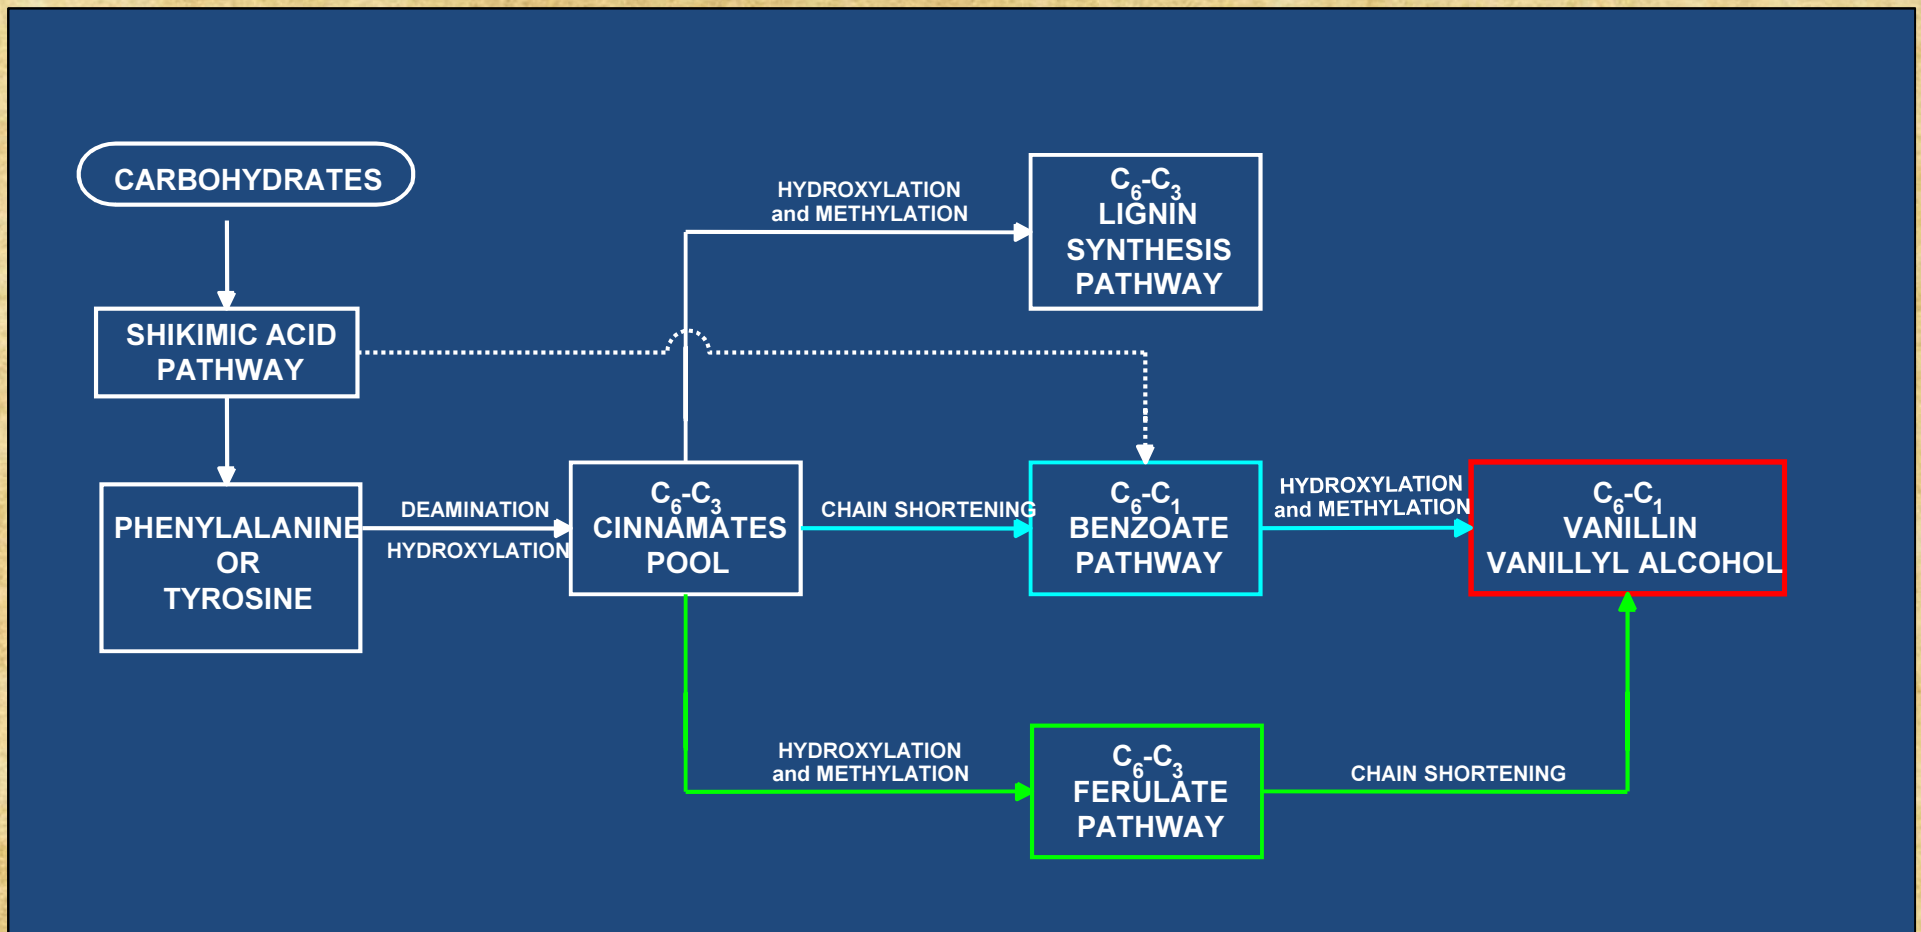 CARBOHYDRATES
HYDROXYLATION
and METHYLATION
C₆-C₃
LIGNIN
SYNTHESIS
PATHWAY
SHIKIMIC ACID
PATHWAY
PHENYLALANINE
OR
TYROSINE
DEAMINATION
HYDROXYLATION
C₆-C₃
CINNAMATES
POOL
CHAIN SHORTENING
C₆-C₁
BENZOATE
PATHWAY
HYDROXYLATION
and METHYLATION
C₆-C₁
VANILLIN
VANILLYL ALCOHOL
HYDROXYLATION
and METHYLATION
C₆-C₃
FERULATE
PATHWAY
CHAIN SHORTENING